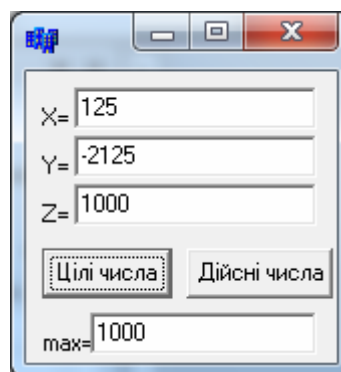 X= 125
Y= -2125
Z= 1000
Цілі числа Дійсні числа
max= 1000